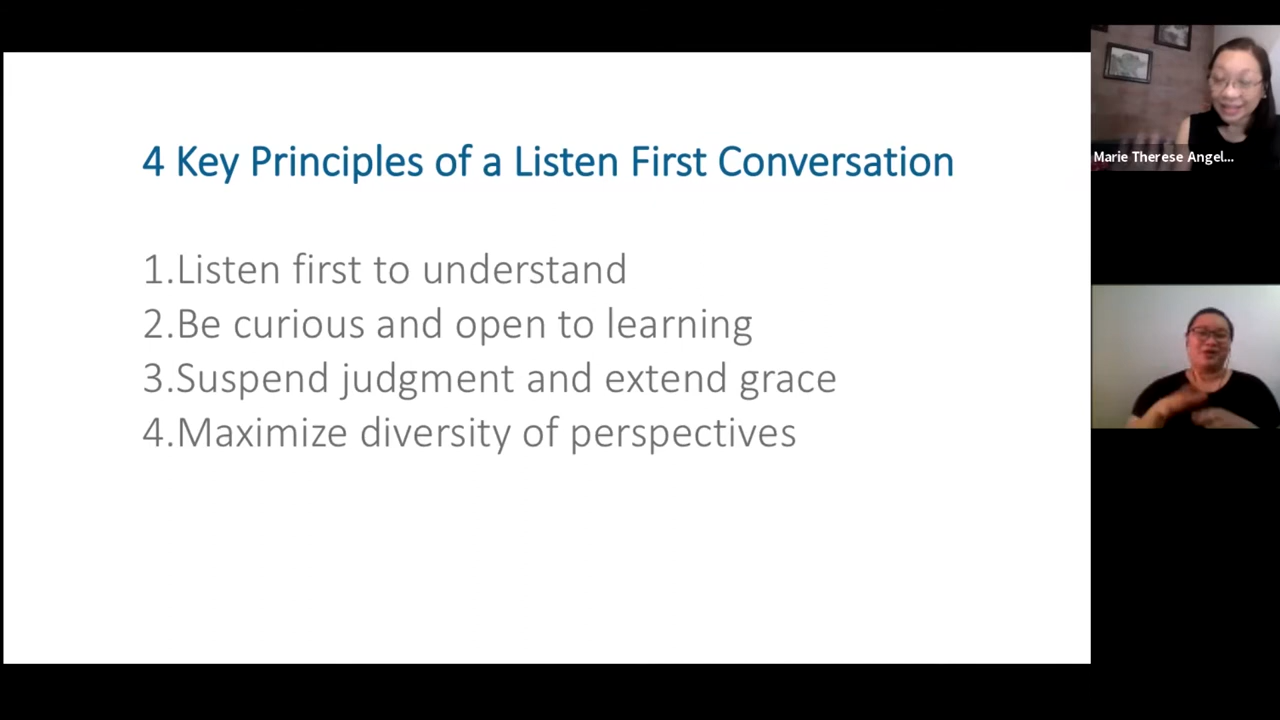 4 Key Principles of a Listen First Conversation
1.Listen first to understand
2.Be curious and open to learning
3.Suspend judgment and extend grace
4.Maximize diversity of perspectives
Marie Therese Angel...